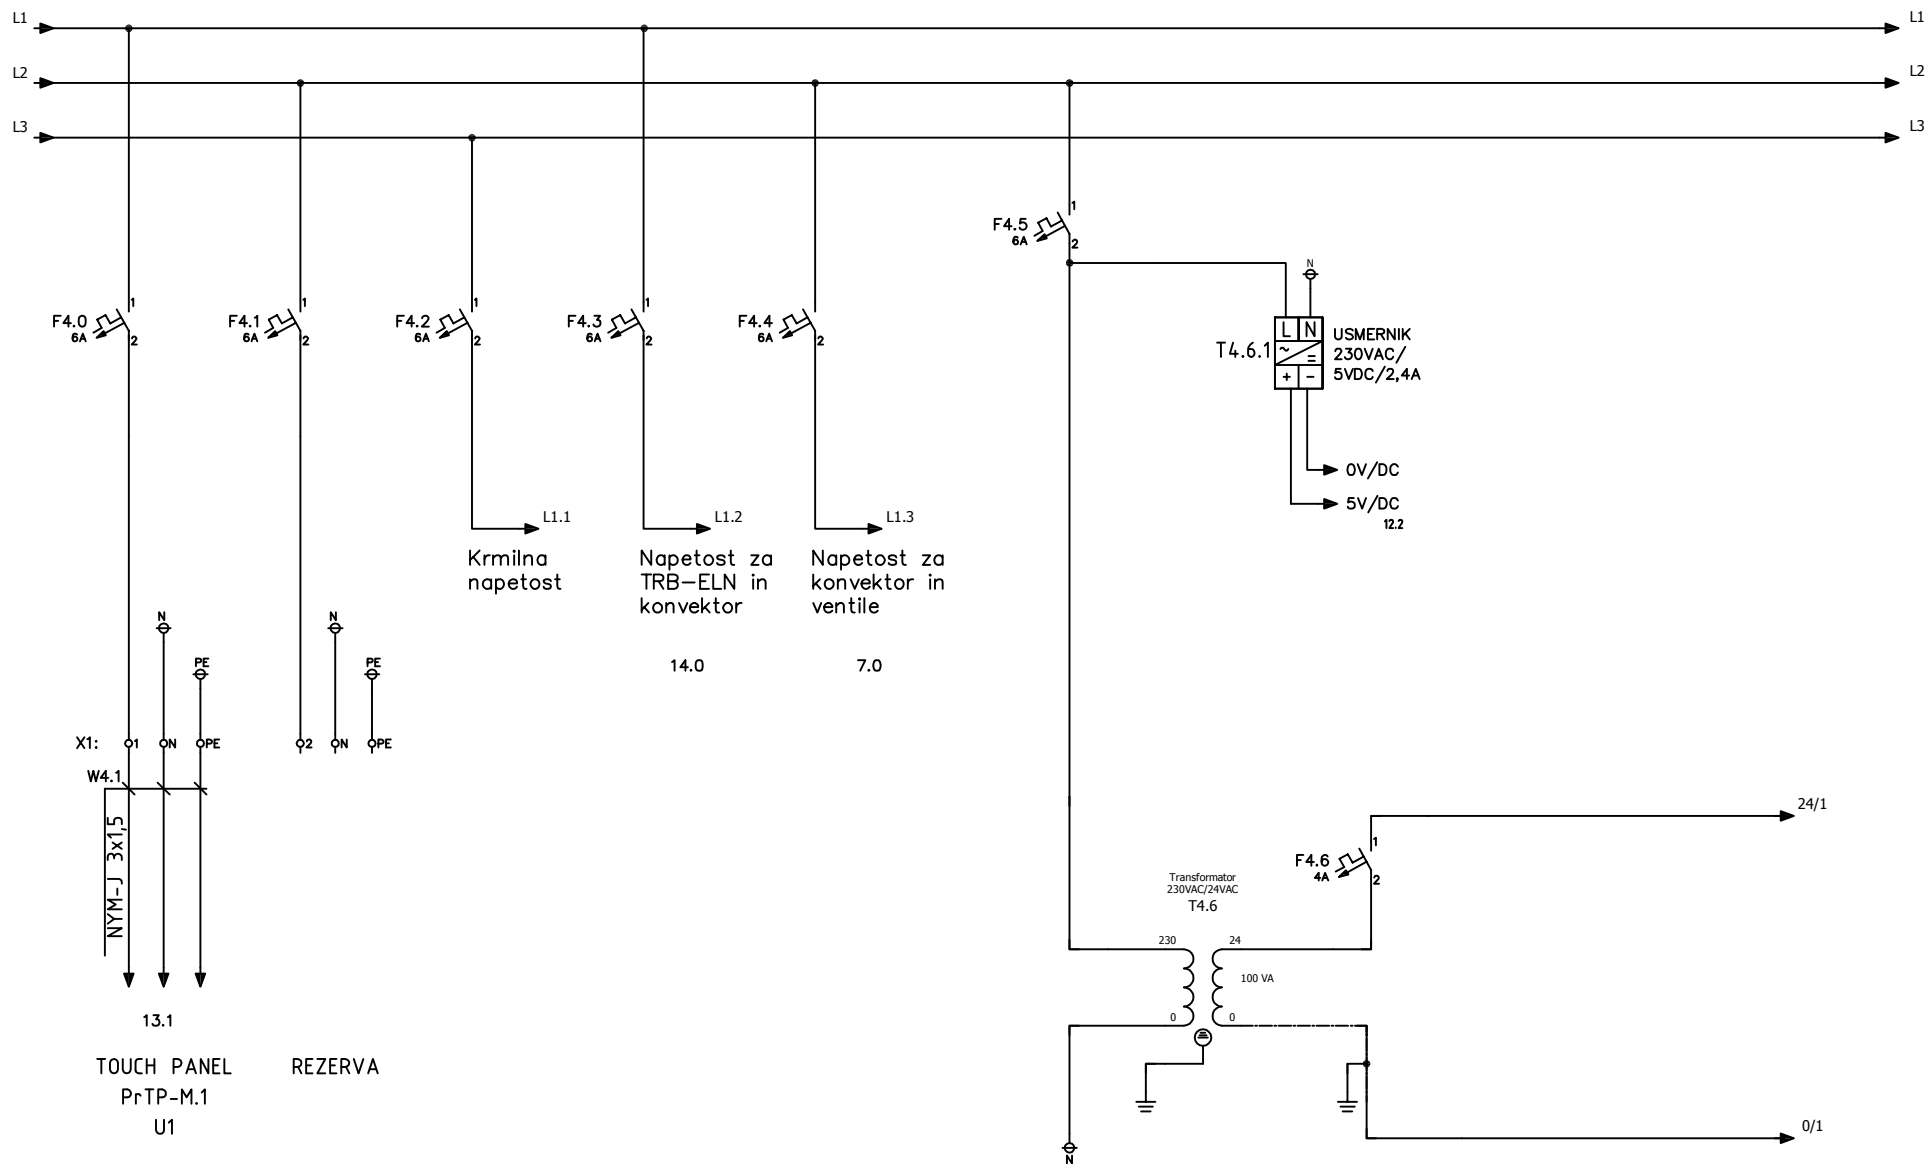 L1
L1
L2
L2
L3
L3
F4.5
6A
1
2
N
F4.0
6A
1
2
F4.1
6A
1
2
F4.2
6A
1
2
F4.3
6A
1
2
F4.4
6A
1
2
T4.6.1
L N
~
=
+ −
USMERNIK
230VAC/
5VDC/2,4A
0V/DC
5V/DC
12.2
L1.1
L1.2
L1.3
Krmilna
napetost
Napetost za
TRB-ELN in
konvektor
14.0
Napetost za
konvektor in
ventile
7.0
N
PE
N
PE
X1:
1
N
PE
2
N
PE
W4.1
NYM-J 3x1,5
13.1
TOUCH PANEL
PrTP-M.1
U1
REZERVA
24/1
F4.6
4A
1
2
Transformator
230VAC/24VAC
T4.6
230
24
100 VA
0
0
N
0/1